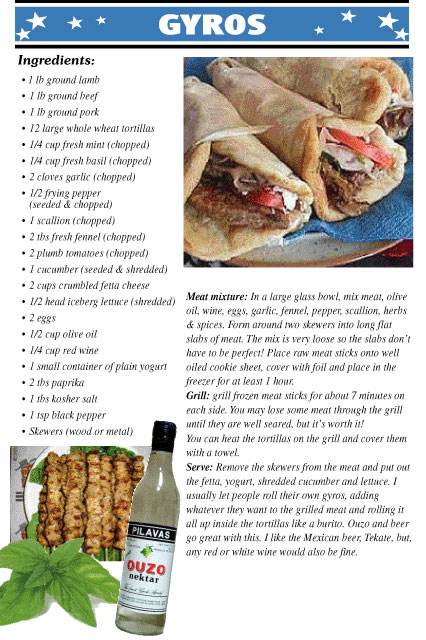 GYROS
Ingredients:
• 1 lb ground lamb
• 1 lb ground beef
• 1 lb ground pork
• 12 large whole wheat tortillas
• 1/4 cup fresh mint (chopped)
• 1/4 cup fresh basil (chopped)
• 2 cloves garlic (chopped)
• 1/2 frying pepper
(seeded & chopped)
• 1 scallion (chopped)
• 2 tbs fresh fennel (chopped)
• 2 plumb tomatoes (chopped)
• 1 cucumber (seeded & shredded)
• 2 cups crumbled fetta cheese
• 1/2 head iceberg lettuce (shredded)
• 2 eggs
• 1/2 cup olive oil
• 1/4 cup red wine
• 1 small container of plain yogurt
• 2 tbs paprika
• 1 tbs kosher salt
• 1 tsp black pepper
• Skewers (wood or metal)
Meat mixture: In a large glass bowl, mix meat, olive
oil, wine, eggs, garlic, fennel, pepper, scallion, herbs
& spices. Form around two skewers into long flat
slabs of meat. The mix is very loose so the slabs don't
have to be perfect! Place raw meat sticks onto well
oiled cookie sheet, cover with foil and place in the
freezer for at least 1 hour.
Grill: grill frozen meat sticks for about 7 minutes on
each side. You may lose some meat through the grill
until they are well seared, but it's worth it!
You can heat the tortillas on the grill and cover them
with a towel.
Serve: Remove the skewers from the meat and put out
the fetta, yogurt, shredded cucumber and lettuce. I
usually let people roll their own gyros, adding
whatever they want to the grilled meat and rolling it
all up inside the tortillas like a burito. Ouzo and beer
go great with this. I like the Mexican beer, Tekate, but,
any red or white wine would also be fine.
PILAVAS
OUZO
nektar